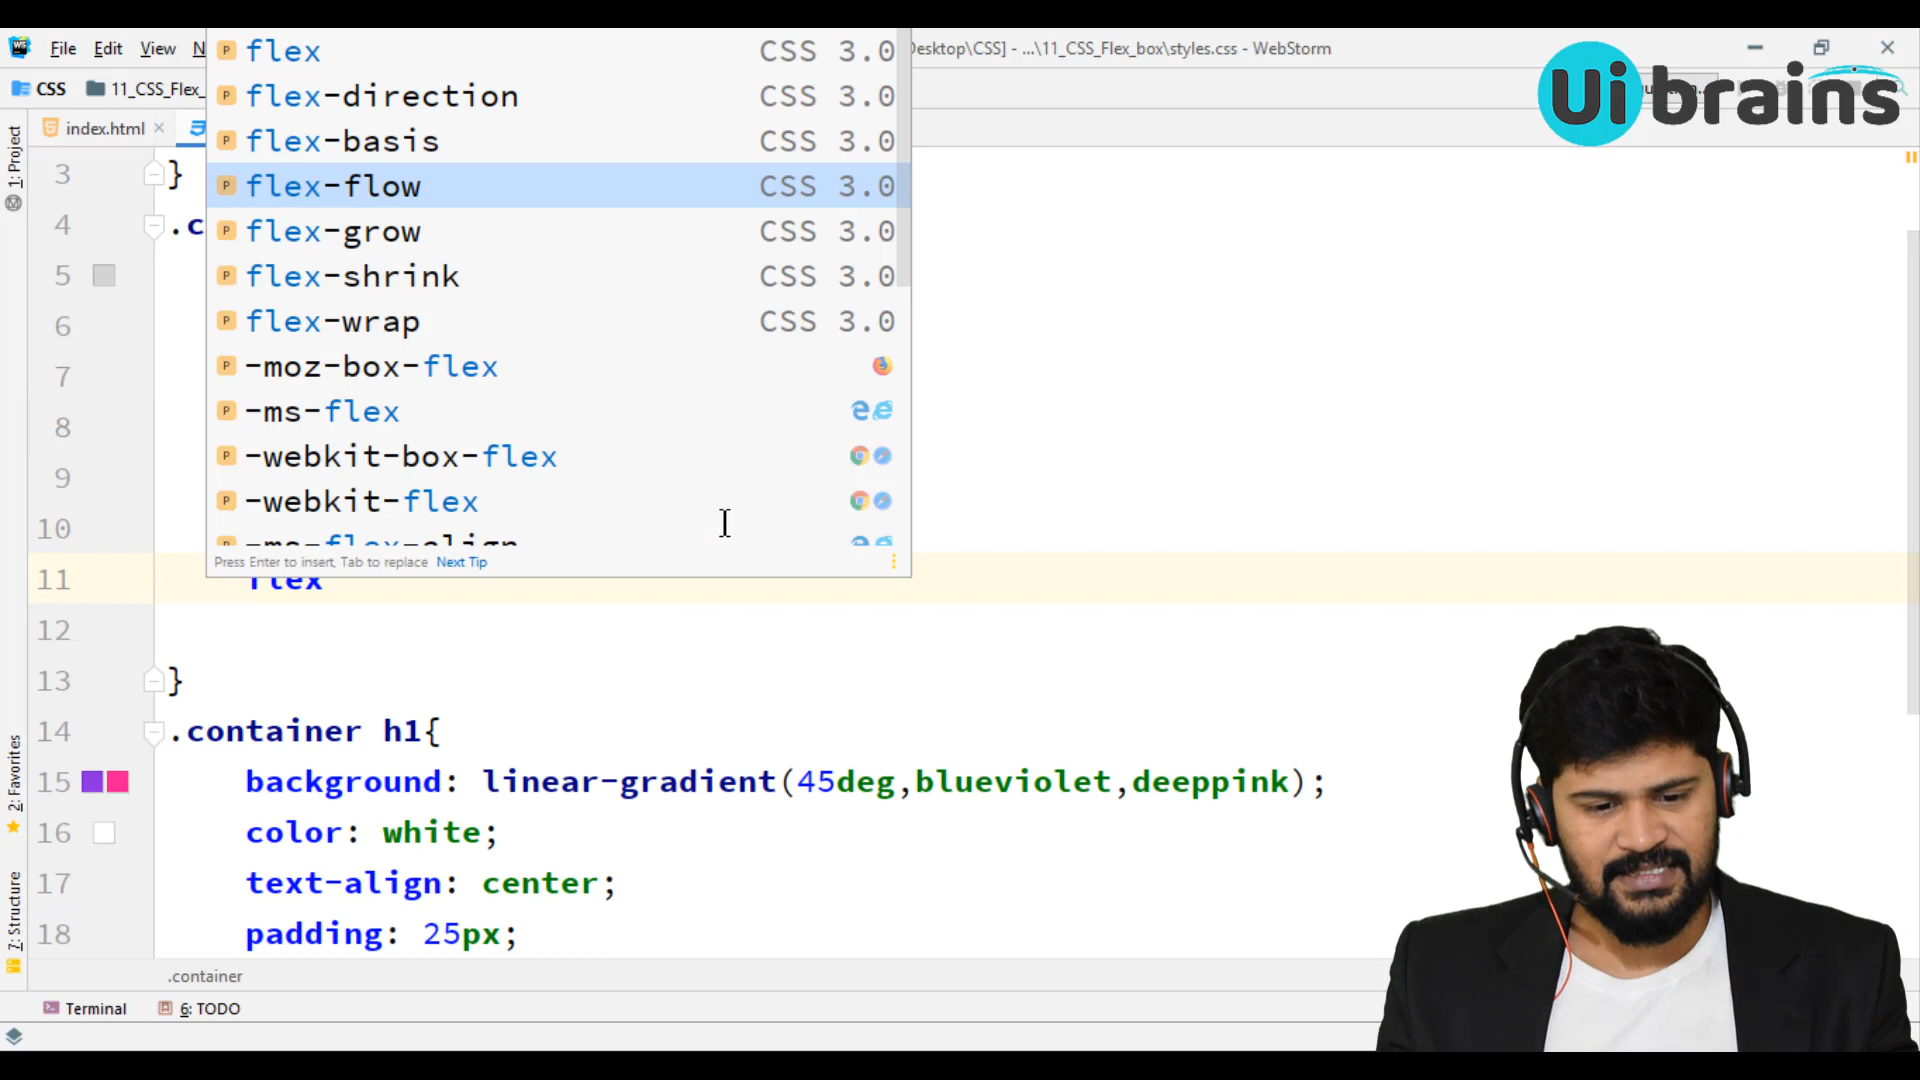 File Edit View N
Desktop\CSS] - ...\11_CSS_Flex_box\styles.css - WebStorm
Ui brains
CSS 11_CSS_Flex_
index.html
1: Project
2: Favorites
7: Structure
flex CSS 3.0
flex-direction CSS 3.0
flex-basis CSS 3.0
flex-flow CSS 3.0
flex-grow CSS 3.0
flex-shrink CSS 3.0
flex-wrap CSS 3.0
-moz-box-flex
-ms-flex
-webkit-box-flex
-webkit-flex
-ms-flex-align
Press Enter to insert, Tab to replace Next Tip
3 }
4 .c
5
6
7
8
9
10
11 flex
12
13 }
14 .container h1{
15 background: linear-gradient(45deg,blueviolet,deeppink);
16 color: white;
17 text-align: center;
18 padding: 25px;
.container
Terminal 6: TODO